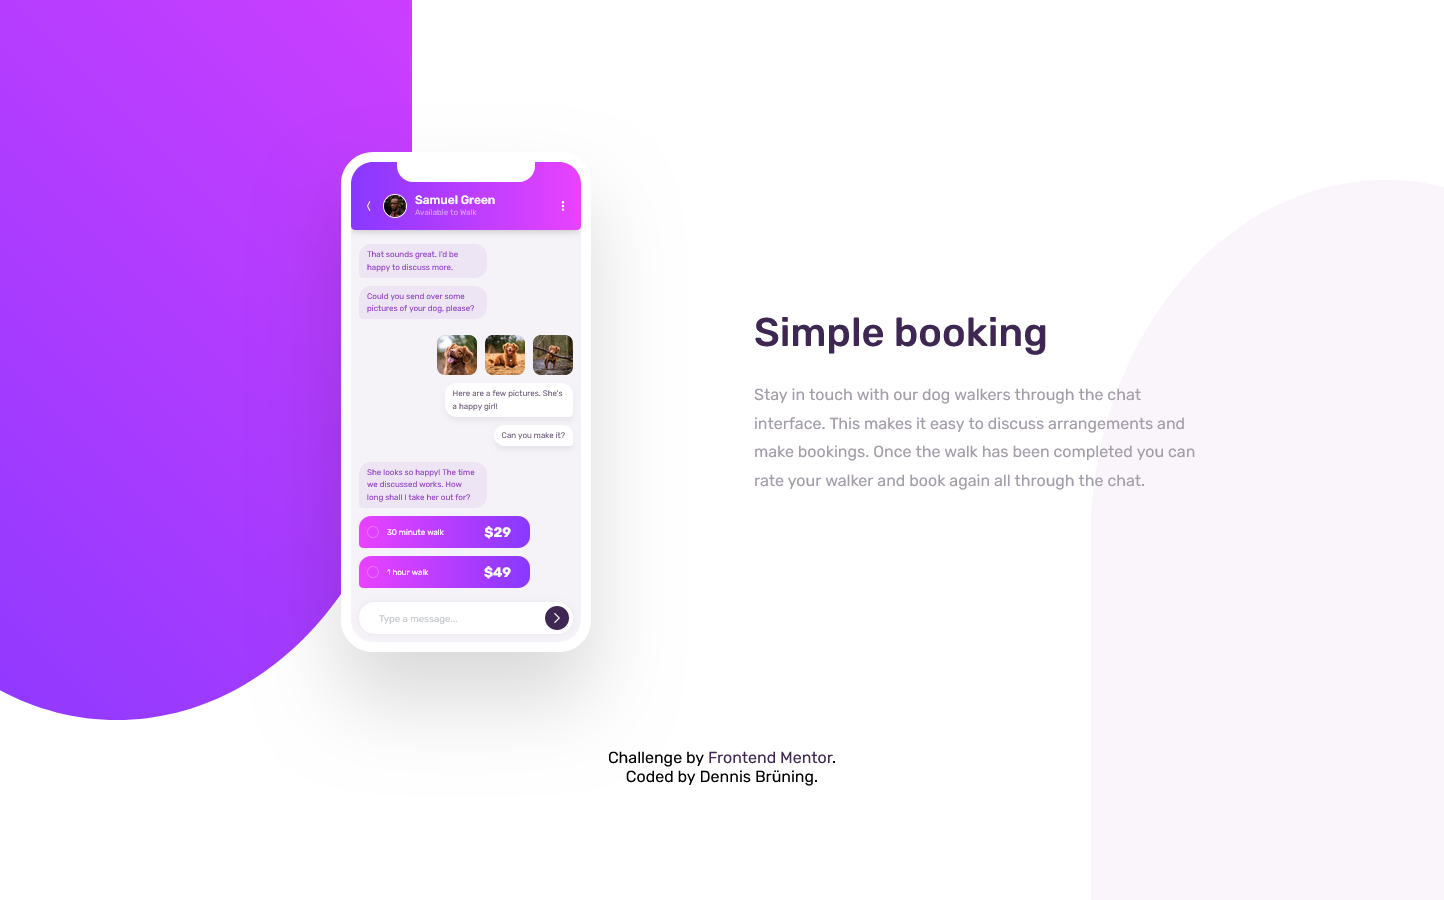 Samuel Green
Available to Walk
That sounds great. I'd be
happy to discuss more.
Could you send over some
pictures of your dog, please?
Here are a few pictures. She's
a happy girl!
Can you make it?
She looks so happy! The time
we discussed works. How
long shall I take her out for?
30 minute walk $29
1 hour walk $49
Type a message...
Simple booking
Stay in touch with our dog walkers through the chat
interface. This makes it easy to discuss arrangements and
make bookings. Once the walk has been completed you can
rate your walker and book again all through the chat.
Challenge by Frontend Mentor.
Coded by Dennis Brüning.